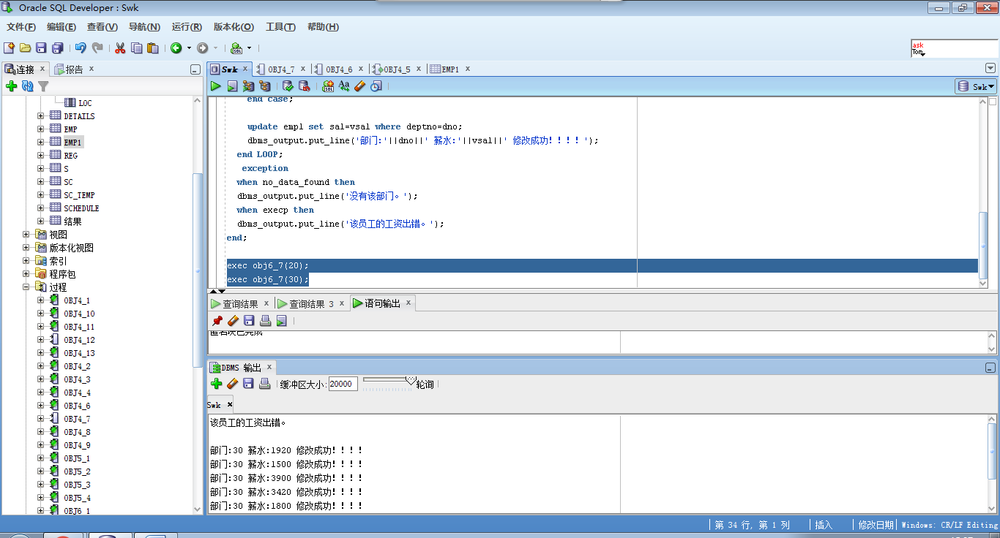 Oracle SQL Developer : Swk
文件(F) 编辑(E) 查看(V) 导航(N) 运行(R) 版本化(O) 工具(T) 帮助(H)
ask
Tom
连接 x 报告 x
LOC
DETAILS
EMP
EMP1
REG
S
SC
SC_TEMP
SCHEDULE
结果
视图
版本化视图
索引
程序包
过程
OBJ4_1
OBJ4_10
OBJ4_11
OBJ4_12
OBJ4_13
OBJ4_2
OBJ4_3
OBJ4_4
OBJ4_6
OBJ4_7
OBJ4_8
OBJ4_9
OBJ5_1
OBJ5_2
OBJ5_3
OBJ5_4
OBJ6_1
Swk x OBJ4_7 x OBJ4_6 x OBJ4_5 x EMP1 x
Swk
end case;
update emp1 set sal=vsal where deptno=dno;
dbms_output.put_line('部门:'||dno||' 薪水:'||vsal||' 修改成功!!!!');
end LOOP;
exception
when no_data_found then
dbms_output.put_line('没有该部门。');
when execp then
dbms_output.put_line('该员工的工资出错。');
end;
exec obj6_7(20);
exec obj6_7(30);
查询结果 x 查询结果 3 x 语句输出 x
匿名块已完成
DBMS 输出 x
缓冲区大小: 20000 轮询
Swk x
该员工的工资出错。
部门:30 薪水:1920 修改成功!!!!
部门:30 薪水:1500 修改成功!!!!
部门:30 薪水:3900 修改成功!!!!
部门:30 薪水:3420 修改成功!!!!
部门:30 薪水:1800 修改成功!!!!
第 34 行, 第 1 列 插入 修改日期 Windows: CR/LF Editing